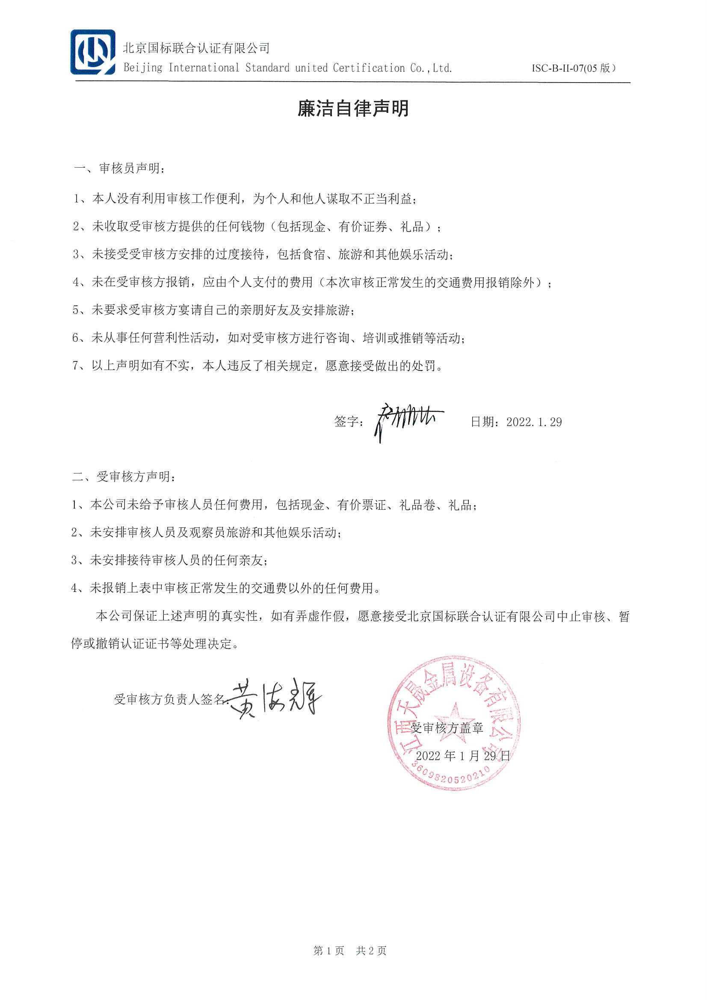 北京国标联合认证有限公司
Beijing International Standard united Certification Co.,Ltd. ISC-B-II-07(05 版）
廉洁自律声明
一、审核员声明：
1、本人没有利用审核工作便利，为个人和他人谋取不正当利益；
2、未收取受审核方提供的任何钱物（包括现金、有价证券、礼品）；
3、未接受受审核方安排的过度接待，包括食宿、旅游和其他娱乐活动；
4、未在受审核方报销，应由个人支付的费用（本次审核正常发生的交通费用报销除外）；
5、未要求受审核方宴请自己的亲朋好友及安排旅游；
6、未从事任何营利性活动，如对受审核方进行咨询、培训或推销等活动；
7、以上声明如有不实，本人违反了相关规定，愿意接受做出的处罚。
签字： 日期：2022.1.29
二、受审核方声明：
1、本公司未给予审核人员任何费用，包括现金、有价票证、礼品卷、礼品；
2、未安排审核人员及观察员旅游和其他娱乐活动；
3、未安排接待审核人员的任何亲友；
4、未报销上表中审核正常发生的交通费以外的任何费用。
本公司保证上述声明的真实性，如有弄虚作假，愿意接受北京国标联合认证有限公司中止审核、暂
停或撤销认证证书等处理决定。
受审核方负责人签名：黄海辉
江西天晟金属设备有限公司
受审核方盖章
2022 年 1 月 29 日
3609820520210
第 1 页 共 2 页